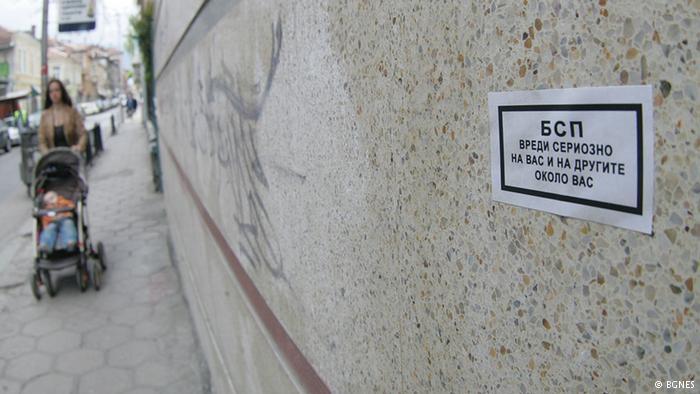 БСП
ВРЕДИ СЕРИОЗНО
НА ВАС И НА ДРУГИТЕ
ОКОЛО ВАС
© BGNES